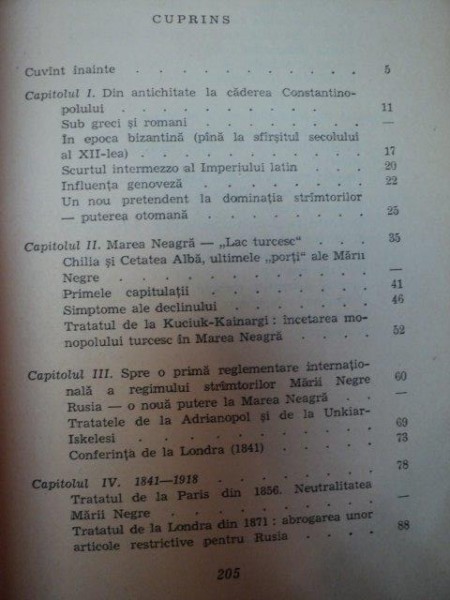 CUPRINS
Cuvînt înainte . . . . . . . . . . 5
Capitolul I. Din antichitate la căderea Constantino-
polului . . . . . . . . . . 11
Sub greci și romani . . . . . . . —
În epoca bizantină (pînă la sfîrșitul secolului
al XII-lea) . . . . . . . . . 17
Scurtul intermezzo al Imperiului latin . . . 20
Influența genoveză . . . . . . . 22
Un nou pretendent la dominația strîmtorilor
— puterea otomană . . . . . . . 25
Capitolul II. Marea Neagră — „Lac turcesc“ . . . 35
Chilia și Cetatea Albă, ultimele „porți“ ale Mării
Negre . . . . . . . . . . —
Primele capitulații . . . . . . . 41
Simptome ale declinului . . . . . . 46
Tratatul de la Kuciuk-Kainargi : încetarea mo-
nopolului turcesc în Marea Neagră . . . . 52
Capitolul III. Spre o primă reglementare internațio-
nală a regimului strîmtorilor Mării Negre 60
Rusia — o nouă putere la Marea Neagră . . —
Tratatele de la Adrianopol și de la Unkiar-
Iskelesi . . . . . . . . . 69
Conferința de la Londra (1841) . . . . 73
Capitolul IV. 1841—1918 . . . . . . . 78
Tratatul de la Paris din 1856. Neutralitatea
Mării Negre . . . . . . . . —
Tratatul de la Londra din 1871 : abrogarea unor
articole restrictive pentru Rusia . . . . 88
205